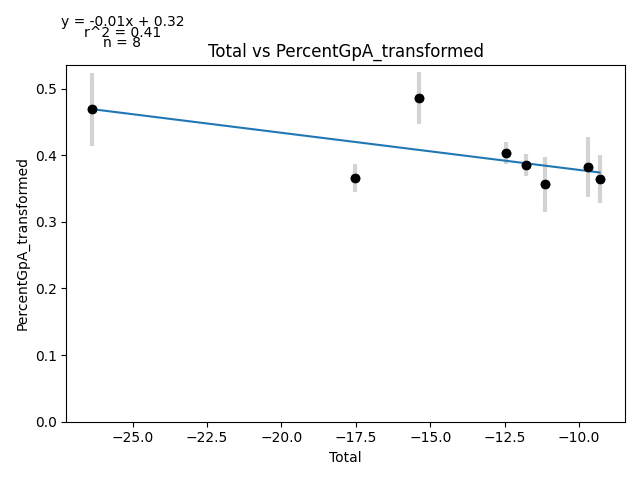 y = -0.01x + 0.32
r^2 = 0.41
n = 8
Total vs PercentGpA_transformed
PercentGpA_transformed
0.5
0.4
0.3
0.2
0.1
0.0
−25.0 −22.5 −20.0 −17.5 −15.0 −12.5 −10.0
Total